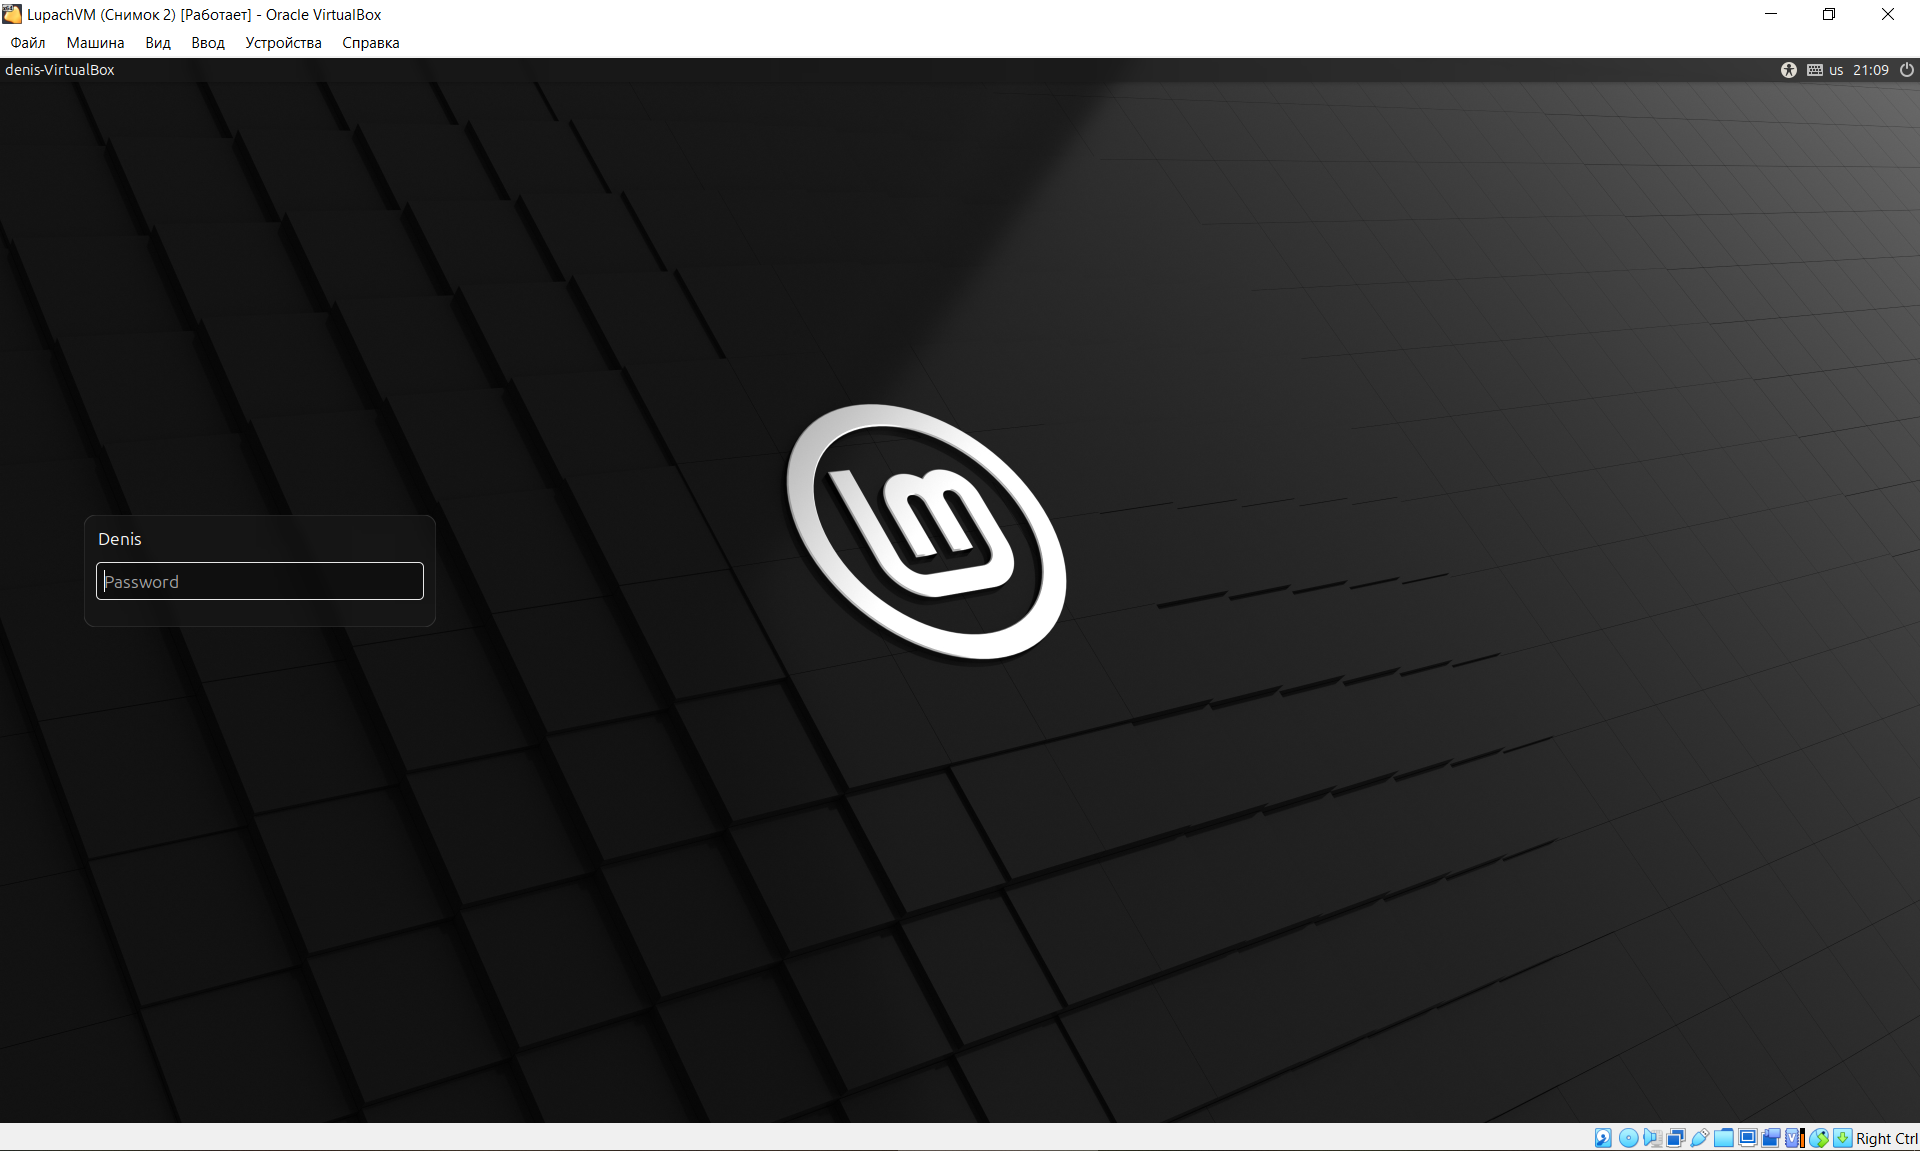 LupachVM (Снимок 2) [Работает] - Oracle VirtualBox
Файл Машина Вид Ввод Устройства Справка
denis-VirtualBox us 21:09
Denis
Password
Right Ctrl